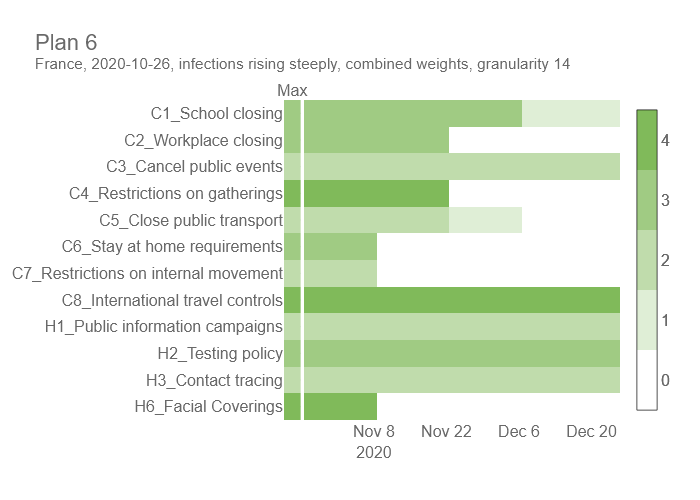 Plan 6
France, 2020-10-26, infections rising steeply, combined weights, granularity 14
Max
C1_School closing
C2_Workplace closing
C3_Cancel public events
C4_Restrictions on gatherings
C5_Close public transport
C6_Stay at home requirements
C7_Restrictions on internal movement
C8_International travel controls
H1_Public information campaigns
H2_Testing policy
H3_Contact tracing
H6_Facial Coverings
Nov 8 Nov 22 Dec 6 Dec 20
2020
4
3
2
1
0